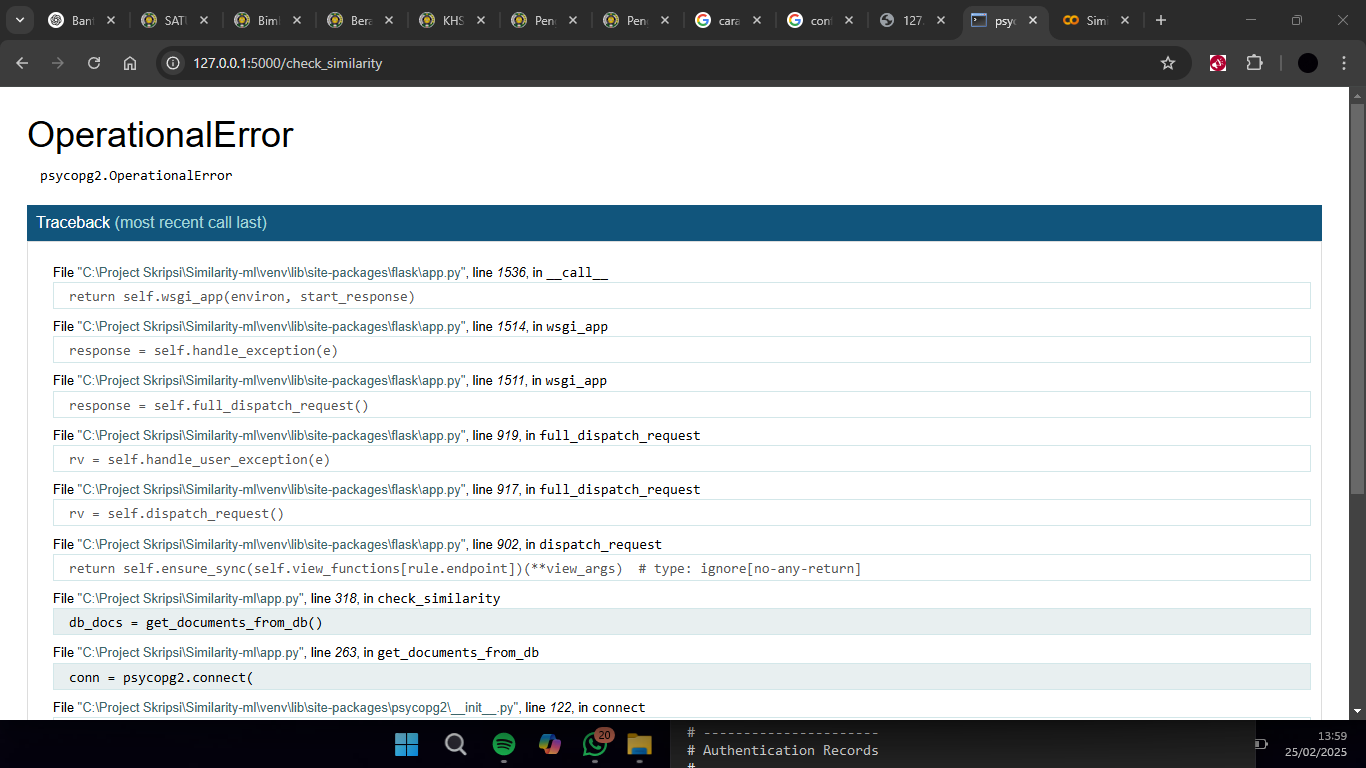 Ban
SAT
Bim
Bera
KHS
Pen
Pen
cara
con
127.
psyc
Simi
127.0.0.1:5000/check_similarity
OperationalError
psycopg2.OperationalError
Traceback (most recent call last)
File "C:\Project Skripsi\Similarity-ml\venv\lib\site-packages\flask\app.py", line 1536, in __call__
return self.wsgi_app(environ, start_response)
File "C:\Project Skripsi\Similarity-ml\venv\lib\site-packages\flask\app.py", line 1514, in wsgi_app
response = self.handle_exception(e)
File "C:\Project Skripsi\Similarity-ml\venv\lib\site-packages\flask\app.py", line 1511, in wsgi_app
response = self.full_dispatch_request()
File "C:\Project Skripsi\Similarity-ml\venv\lib\site-packages\flask\app.py", line 919, in full_dispatch_request
rv = self.handle_user_exception(e)
File "C:\Project Skripsi\Similarity-ml\venv\lib\site-packages\flask\app.py", line 917, in full_dispatch_request
rv = self.dispatch_request()
File "C:\Project Skripsi\Similarity-ml\venv\lib\site-packages\flask\app.py", line 902, in dispatch_request
return self.ensure_sync(self.view_functions[rule.endpoint])(**view_args)  # type: ignore[no-any-return]
File "C:\Project Skripsi\Similarity-ml\app.py", line 318, in check_similarity
db_docs = get_documents_from_db()
File "C:\Project Skripsi\Similarity-ml\app.py", line 263, in get_documents_from_db
conn = psycopg2.connect(
File "C:\Project Skripsi\Similarity-ml\venv\lib\site-packages\psycopg2\__init__.py", line 122, in connect
20
# ----------------------
# Authentication Records
#
13:59
25/02/2025